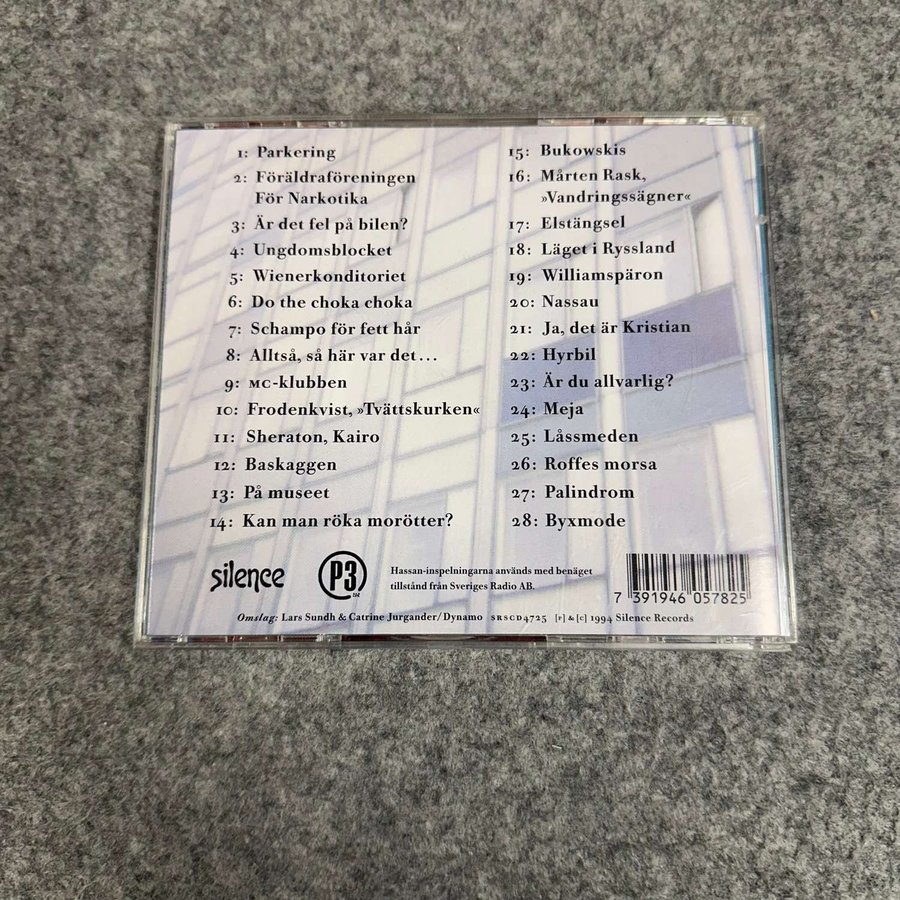 1: Parkering
2: Föräldraföreningen
För Narkotika
3: Är det fel på bilen?
4: Ungdomsblocket
5: Wienerkonditoriet
6: Do the choka choka
7: Schampo för fett hår
8: Alltså, så här var det...
9: MC-klubben
10: Frodenkvist, »Tvättskurken«
11: Sheraton, Kairo
12: Baskaggen
13: På museet
14: Kan man röka morötter?
15: Bukowskis
16: Mårten Rask,
»Vandringssägner«
17: Elstängsel
18: Läget i Ryssland
19: Williamspäron
20: Nassau
21: Ja, det är Kristian
22: Hyrbil
23: Är du allvarlig?
24: Meja
25: Låssmeden
26: Roffes morsa
27: Palindrom
28: Byxmode
silence
P3
Hassan-inspelningarna används med benäget
tillstånd från Sveriges Radio AB.
7 391946 057825
Omslag: Lars Sundh & Catrine Jurgander/Dynamo SRSCD4725 [P] & [C] 1994 Silence Records